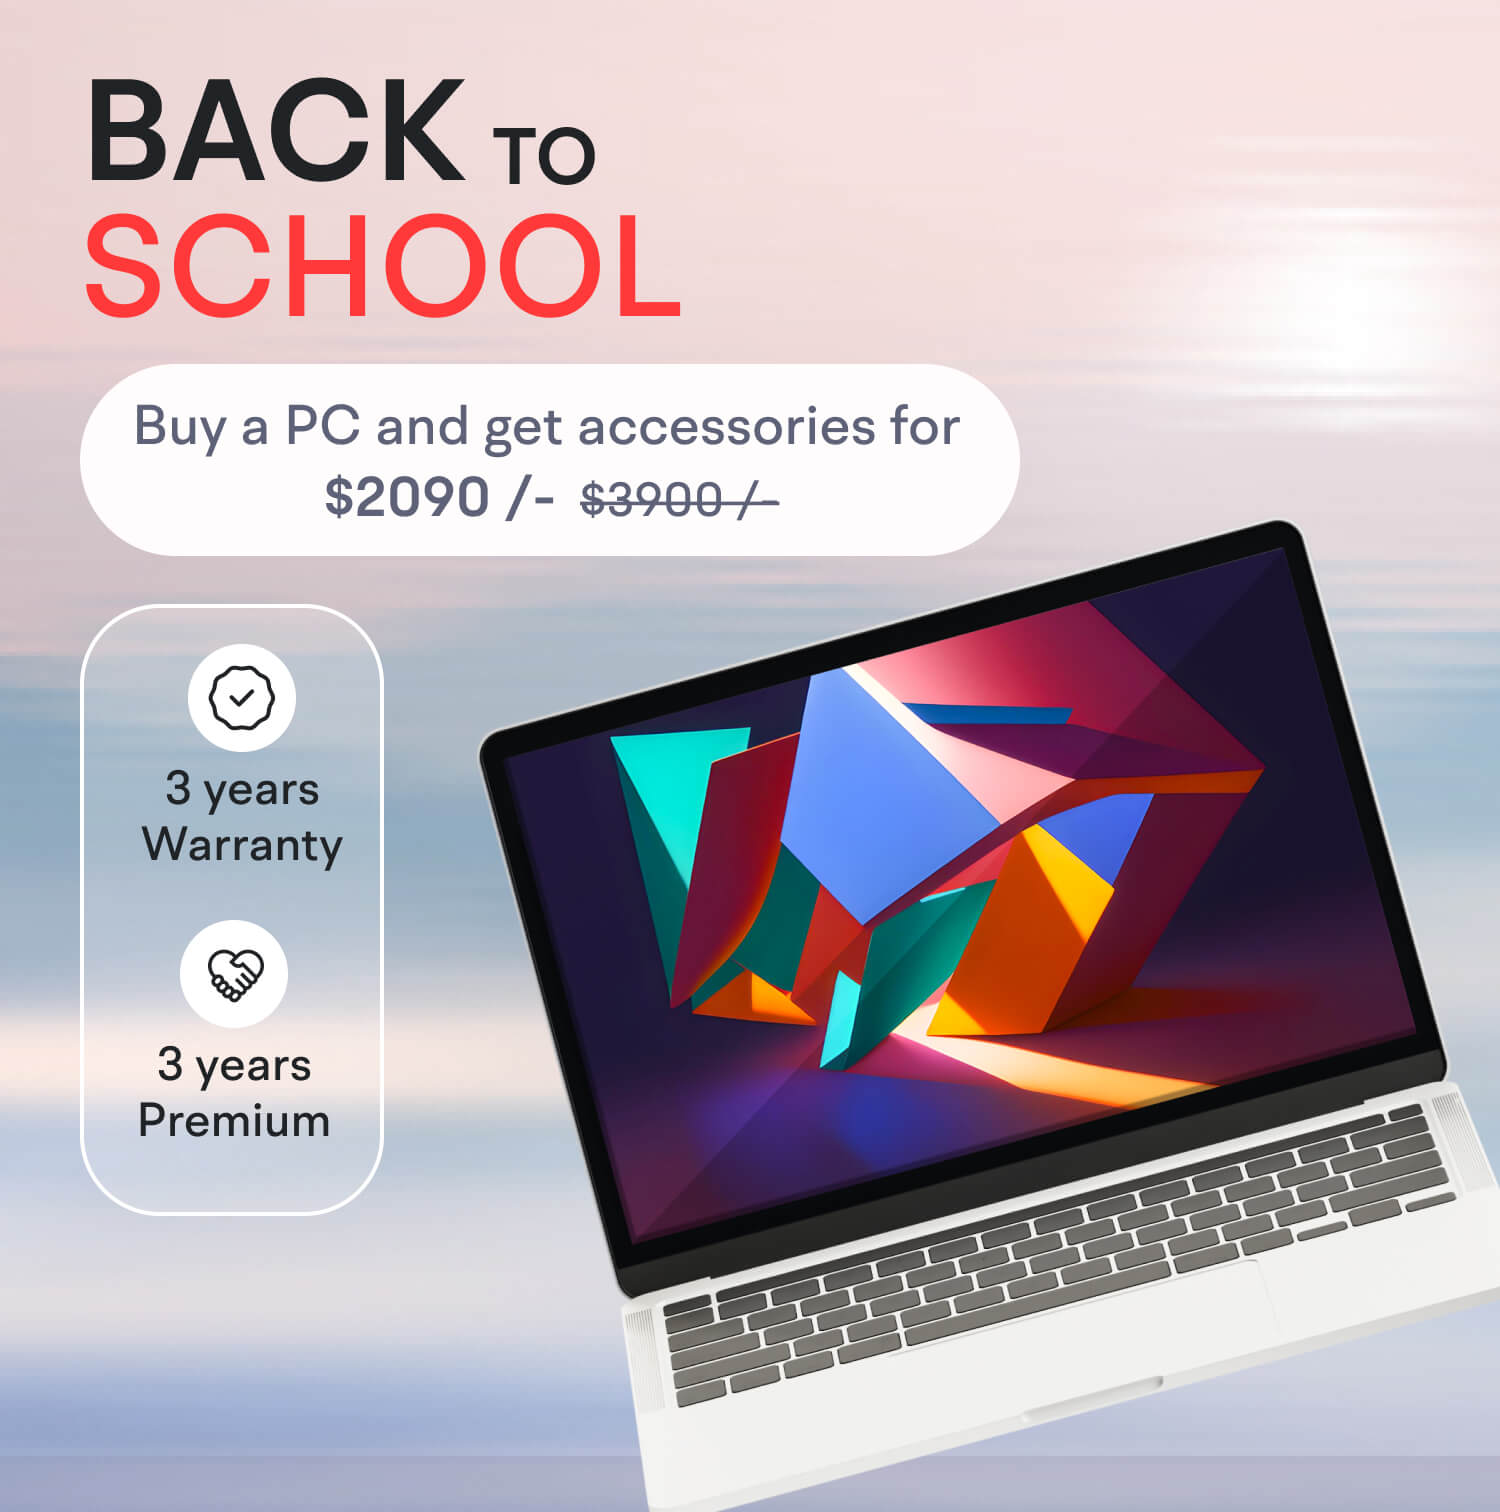 BACK TO
SCHOOL
Buy a PC and get accessories for
$2090 /- $3900 /-
3 years
Warranty
3 years
Premium